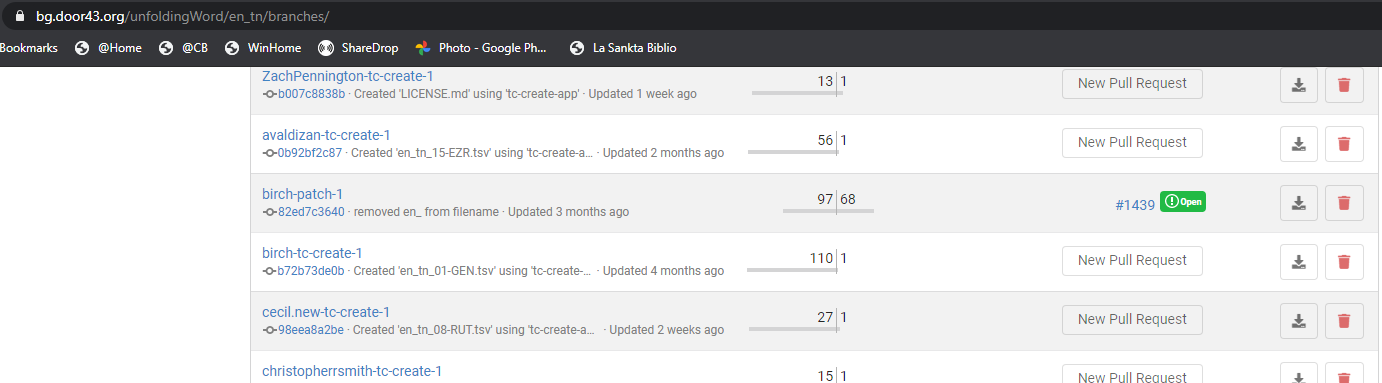 bg.door43.org/unfoldingWord/en_tn/branches/
Bookmarks @Home @CB WinHome ShareDrop Photo - Google Ph... La Sankta Biblio
ZachPennington-tc-create-1 13 1 New Pull Request
b007c8838b · Created 'LICENSE.md' using 'tc-create-app' · Updated 1 week ago
avaldizan-tc-create-1 56 1 New Pull Request
0b92bf2c87 · Created 'en_tn_15-EZR.tsv' using 'tc-create-a... · Updated 2 months ago
birch-patch-1 97 68 #1439 Open
82ed7c3640 · removed en_ from filename · Updated 3 months ago
birch-tc-create-1 110 1 New Pull Request
b72b73de0b · Created 'en_tn_01-GEN.tsv' using 'tc-create-... · Updated 4 months ago
cecil.new-tc-create-1 27 1 New Pull Request
98eea8a2be · Created 'en_tn_08-RUT.tsv' using 'tc-create-a... · Updated 2 weeks ago
christopherrsmith-tc-create-1 15 1 New Pull Request